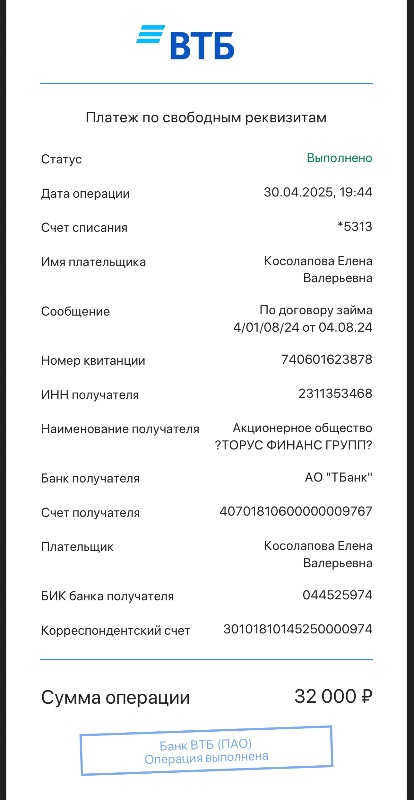 ВТБ
Платеж по свободным реквизитам
Статус Выполнено
Дата операции 30.04.2025, 19:44
Счет списания *5313
Имя плательщика Косолапова Елена
Валерьевна
Сообщение По договору займа
4/01/08/24 от 04.08.24
Номер квитанции 740601623878
ИНН получателя 2311353468
Наименование получателя Акционерное общество
?ТОРУС ФИНАНС ГРУПП?
Банк получателя АО "ТБанк"
Счет получателя 40701810600000009767
Плательщик Косолапова Елена
Валерьевна
БИК банка получателя 044525974
Корреспондентский счет 30101810145250000974
Сумма операции 32 000 ₽
Банк ВТБ (ПАО)
Операция выполнена